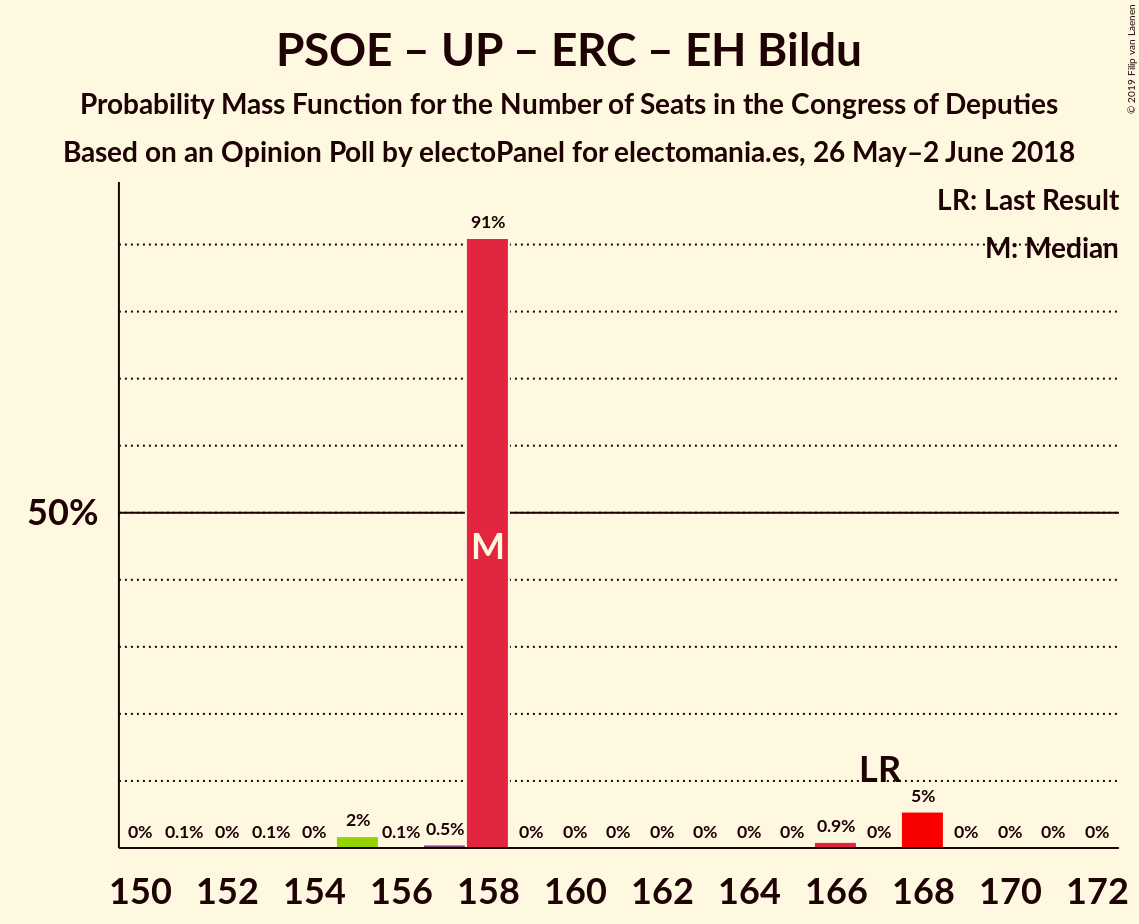 PSOE – UP – ERC – EH Bildu
Probability Mass Function for the Number of Seats in the Congress of Deputies
Based on an Opinion Poll by electoPanel for electomania.es, 26 May–2 June 2018
© 2019 Filip van Laenen
LR: Last Result
M: Median
91%
50%
M
LR
0% 0.1% 0% 0.1% 0% 2% 0.1% 0.5% 0% 0% 0% 0% 0% 0% 0% 0.9% 0% 5% 0% 0% 0% 0%
150 152 154 156 158 160 162 164 166 168 170 172